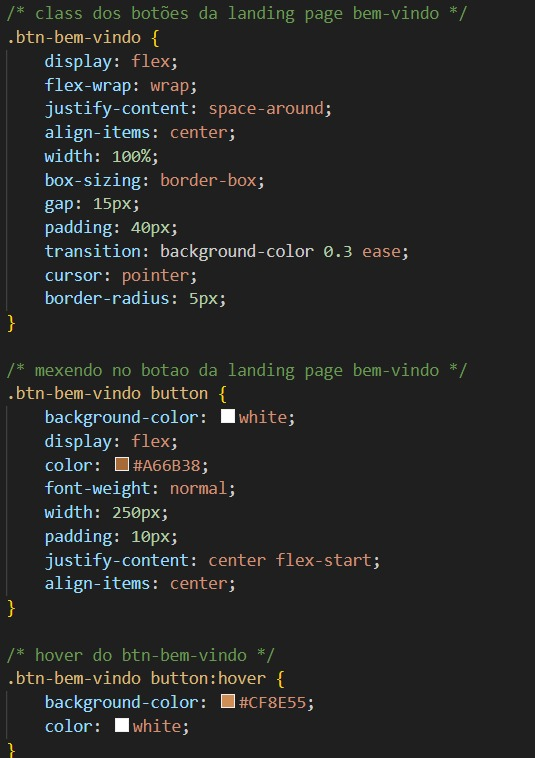 /* class dos botões da landing page bem-vindo */
.btn-bem-vindo {
display: flex;
flex-wrap: wrap;
justify-content: space-around;
align-items: center;
width: 100%;
box-sizing: border-box;
gap: 15px;
padding: 40px;
transition: background-color 0.3 ease;
cursor: pointer;
border-radius: 5px;
}
/* mexendo no botao da landing page bem-vindo */
.btn-bem-vindo button {
background-color: white;
display: flex;
color: #A66B38;
font-weight: normal;
width: 250px;
padding: 10px;
justify-content: center flex-start;
align-items: center;
}
/* hover do btn-bem-vindo */
.btn-bem-vindo button:hover {
background-color: #CF8E55;
color: white;
}